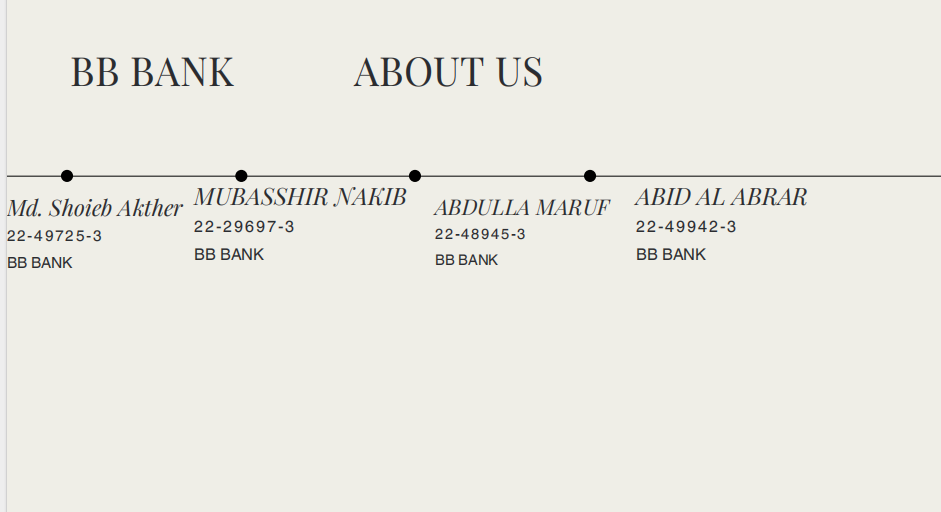 BB BANK ABOUT US
Md. Shoieb Akther
22-49725-3
BB BANK
MUBASSHIR NAKIB
22-29697-3
BB BANK
ABDULLA MARUF
22-48945-3
BB BANK
ABID AL ABRAR
22-49942-3
BB BANK